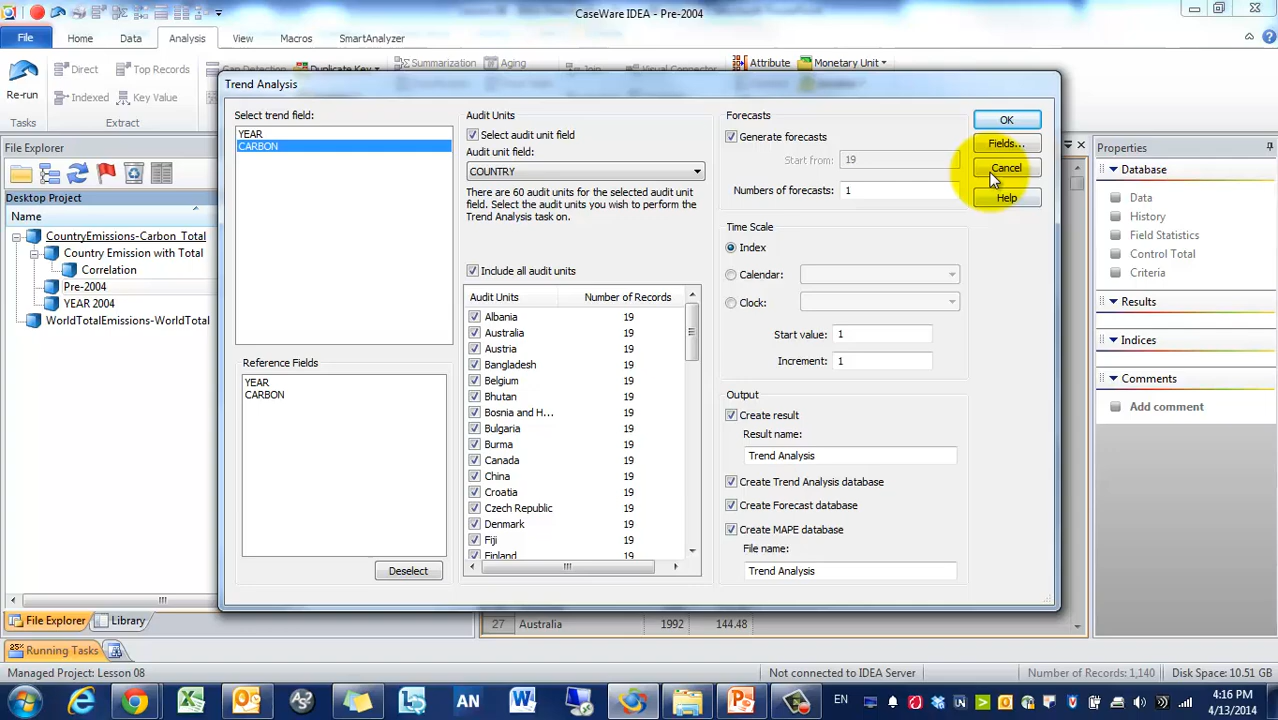 CaseWare IDEA - Pre-2004
File
Home
Data
Analysis
View
Macros
SmartAnalyzer
Re-run
Tasks
Direct
Top Records
Indexed
Key Value
Extract
Gap Detection
Duplicate Key
Summarization
Aging
Join
Visual Connector
Attribute
Monetary Unit
File Explorer
Desktop Project
Name
CountryEmissions-Carbon_Total
Country Emission with Total
Correlation
Pre-2004
YEAR 2004
WorldTotalEmissions-WorldTotal
Trend Analysis
Select trend field:
YEAR
CARBON
Reference Fields
YEAR
CARBON
Deselect
Audit Units
Select audit unit field
Audit unit field:
COUNTRY
There are 60 audit units for the selected audit unit
field. Select the audit units you wish to perform the
Trend Analysis task on.
Include all audit units
Audit Units Number of Records
Albania 19
Australia 19
Austria 19
Bangladesh 19
Belgium 19
Bhutan 19
Bosnia and H... 19
Bulgaria 19
Burma 19
Canada 19
China 19
Croatia 19
Czech Republic 19
Denmark 19
Fiji 19
Finland 19
Forecasts
Generate forecasts
Start from: 19
Numbers of forecasts: 1
Time Scale
Index
Calendar:
Clock:
Start value: 1
Increment: 1
Output
Create result
Result name:
Trend Analysis
Create Trend Analysis database
Create Forecast database
Create MAPE database
File name:
Trend Analysis
OK
Fields...
Cancel
Help
Properties
Database
Data
History
Field Statistics
Control Total
Criteria
Results
Indices
Comments
Add comment
27 Australia 1992 144.48
File Explorer
Library
Running Tasks
Managed Project: Lesson 08
Not connected to IDEA Server
Number of Records: 1,140
Disk Space: 10.51 GB
AN
EN
4:16 PM
4/13/2014